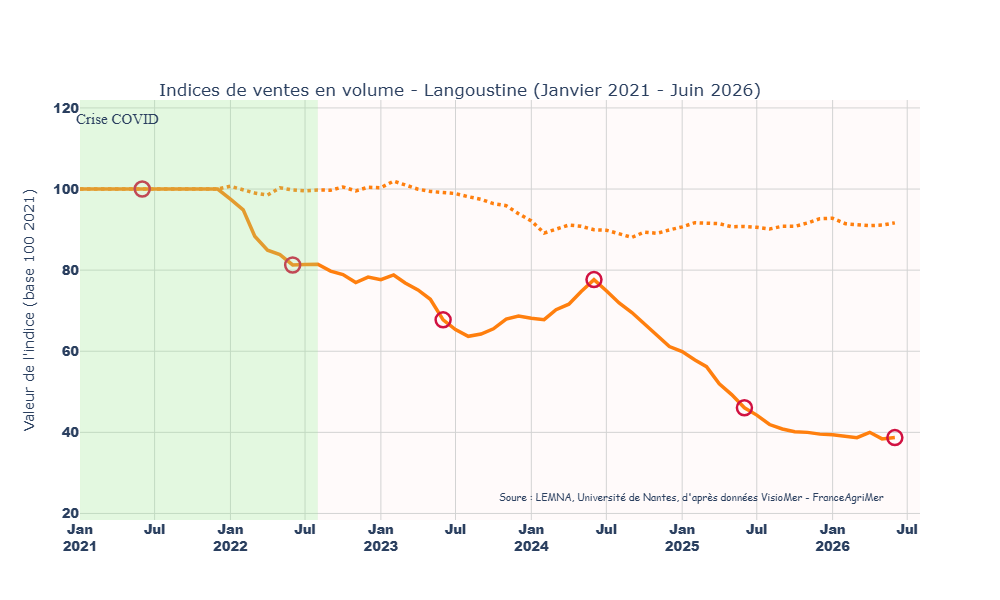 Indices de ventes en volume - Langoustine (Janvier 2021 - Juin 2026)
120
Crise COVID
100
80
60
40
20
Valeur de l'indice (base 100 2021)
Soure : LEMNA, Université de Nantes, d'après données VisioMer - FranceAgriMer
Jan Jul Jan Jul Jan Jul Jan Jul Jan Jul Jan Jul
2021 2022 2023 2024 2025 2026